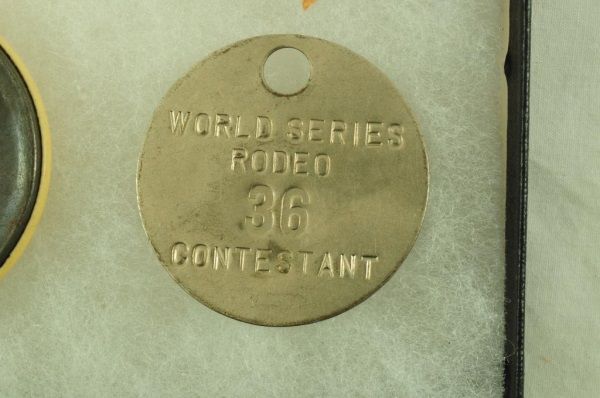 WORLD SERIES
RODEO
36
CONTESTANT